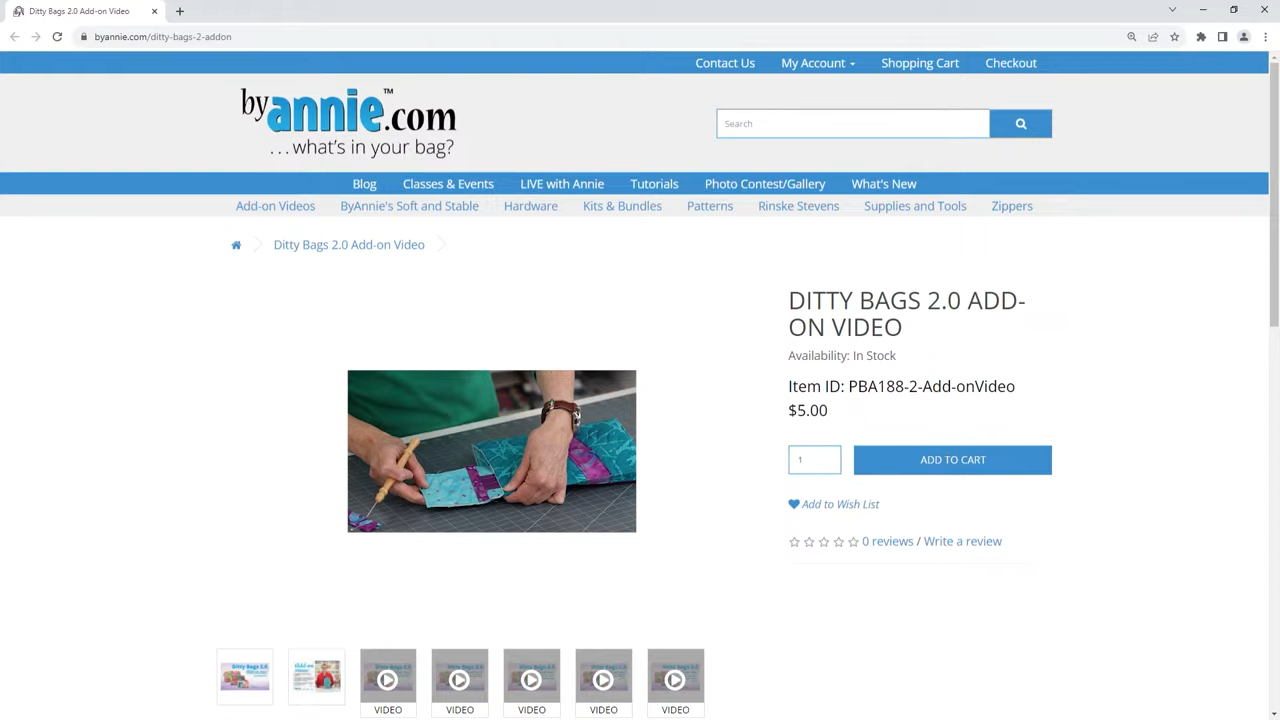 Ditty Bags 2.0 Add-on Video
byannie.com/ditty-bags-2-addon
Contact Us My Account Shopping Cart Checkout
byannie.com™
...what's in your bag?
Search
Blog Classes & Events LIVE with Annie Tutorials Photo Contest/Gallery What's New
Add-on Videos ByAnnie's Soft and Stable Hardware Kits & Bundles Patterns Rinske Stevens Supplies and Tools Zippers
Ditty Bags 2.0 Add-on Video
DITTY BAGS 2.0 ADD-
ON VIDEO
Availability: In Stock
Item ID: PBA188-2-Add-onVideo
$5.00
1 ADD TO CART
Add to Wish List
0 reviews / Write a review
Ditty Bags 2.0
VIDEO VIDEO VIDEO VIDEO VIDEO